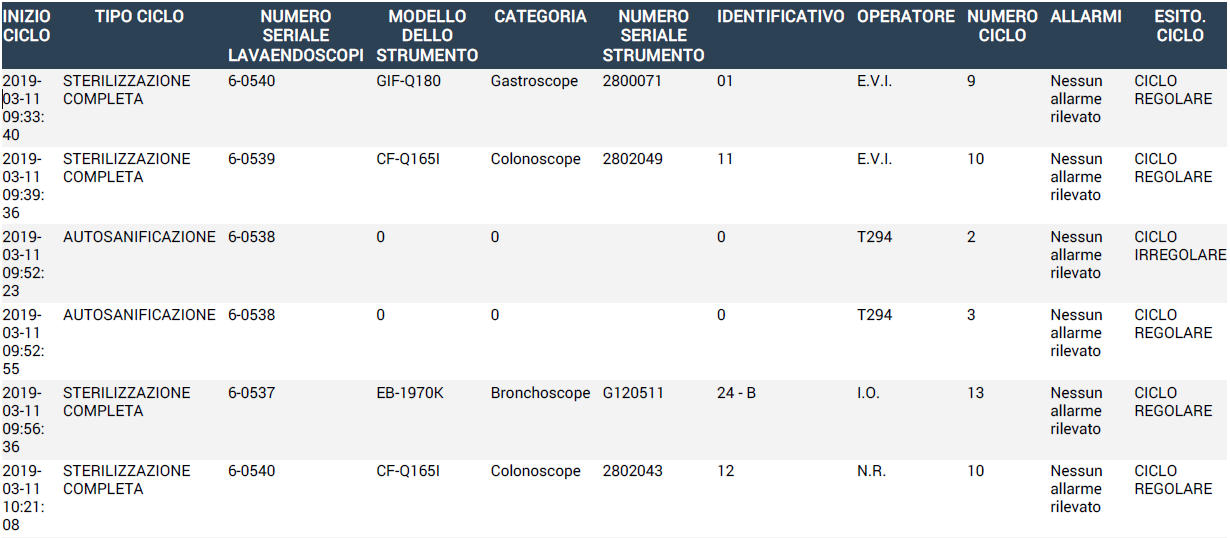 INIZIO CICLO TIPO CICLO NUMERO SERIALE LAVAENDOSCOPI MODELLO DELLO STRUMENTO CATEGORIA NUMERO SERIALE STRUMENTO IDENTIFICATIVO OPERATORE NUMERO CICLO ALLARMI ESITO. CICLO
2019-03-11 09:33:40 STERILIZZAZIONE COMPLETA 6-0540 GIF-Q180 Gastroscope 2800071 01 E.V.I. 9 Nessun allarme rilevato CICLO REGOLARE
2019-03-11 09:39:36 STERILIZZAZIONE COMPLETA 6-0539 CF-Q165I Colonoscope 2802049 11 E.V.I. 10 Nessun allarme rilevato CICLO REGOLARE
2019-03-11 09:52:23 AUTOSANIFICAZIONE 6-0538 0 0 0 T294 2 Nessun allarme rilevato CICLO IRREGOLARE
2019-03-11 09:52:55 AUTOSANIFICAZIONE 6-0538 0 0 0 T294 3 Nessun allarme rilevato CICLO REGOLARE
2019-03-11 09:56:36 STERILIZZAZIONE COMPLETA 6-0537 EB-1970K Bronchoscope G120511 24 - B I.O. 13 Nessun allarme rilevato CICLO REGOLARE
2019-03-11 10:21:08 STERILIZZAZIONE COMPLETA 6-0540 CF-Q165I Colonoscope 2802043 12 N.R. 10 Nessun allarme rilevato CICLO REGOLARE